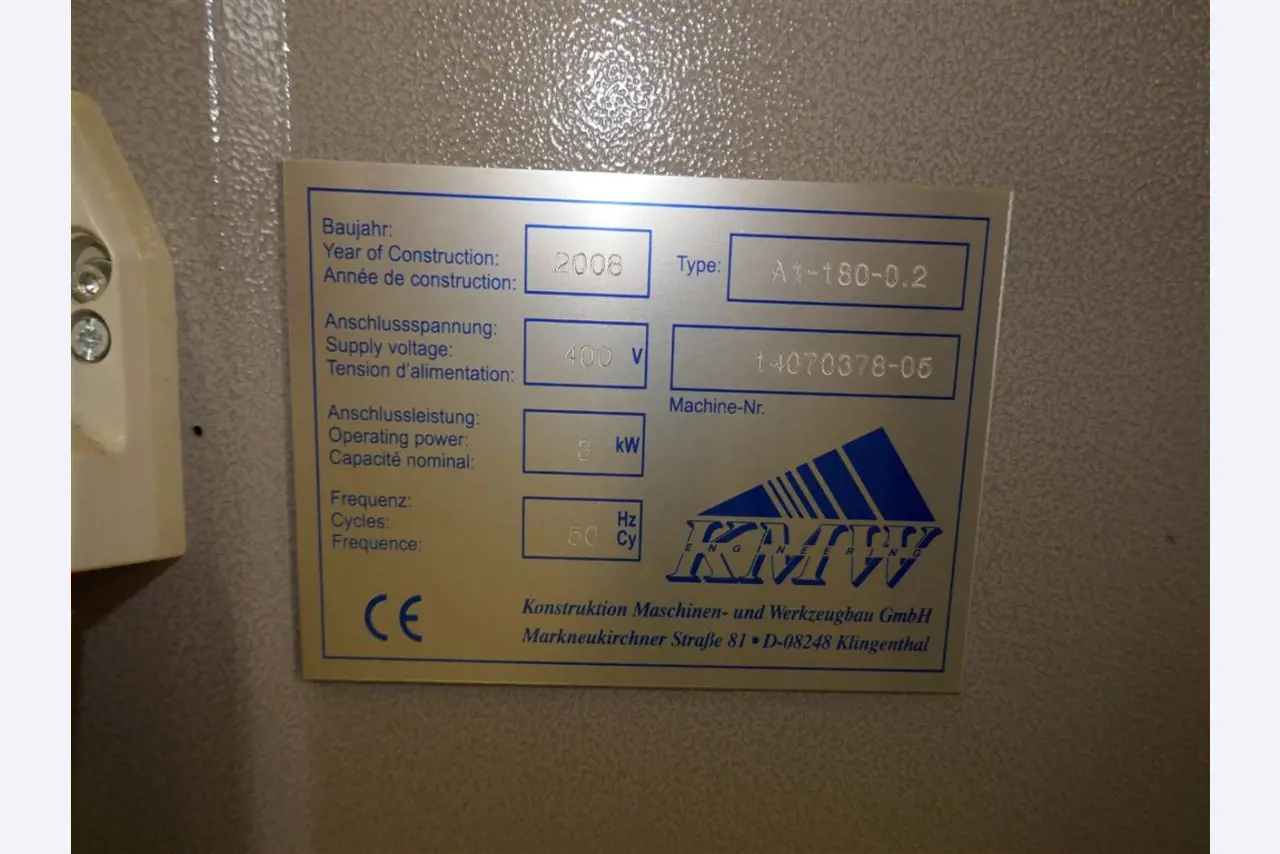 Baujahr:
Year of Construction: 2008
Année de construction:
Type: A1-180-0.2
Anschlussspannung:
Supply voltage: 400 V
Tension d'alimentation:
14070378-05
Machine-Nr.
Anschlussleistung:
Operating power: kW
Capacité nominal:
Frequenz: Hz
Cycles: 50 Cy
Frequence:
KMW
ENGINEERING
CE
Konstruktion Maschinen- und Werkzeugbau GmbH
Markneukirchner Straße 81 • D-08248 Klingenthal